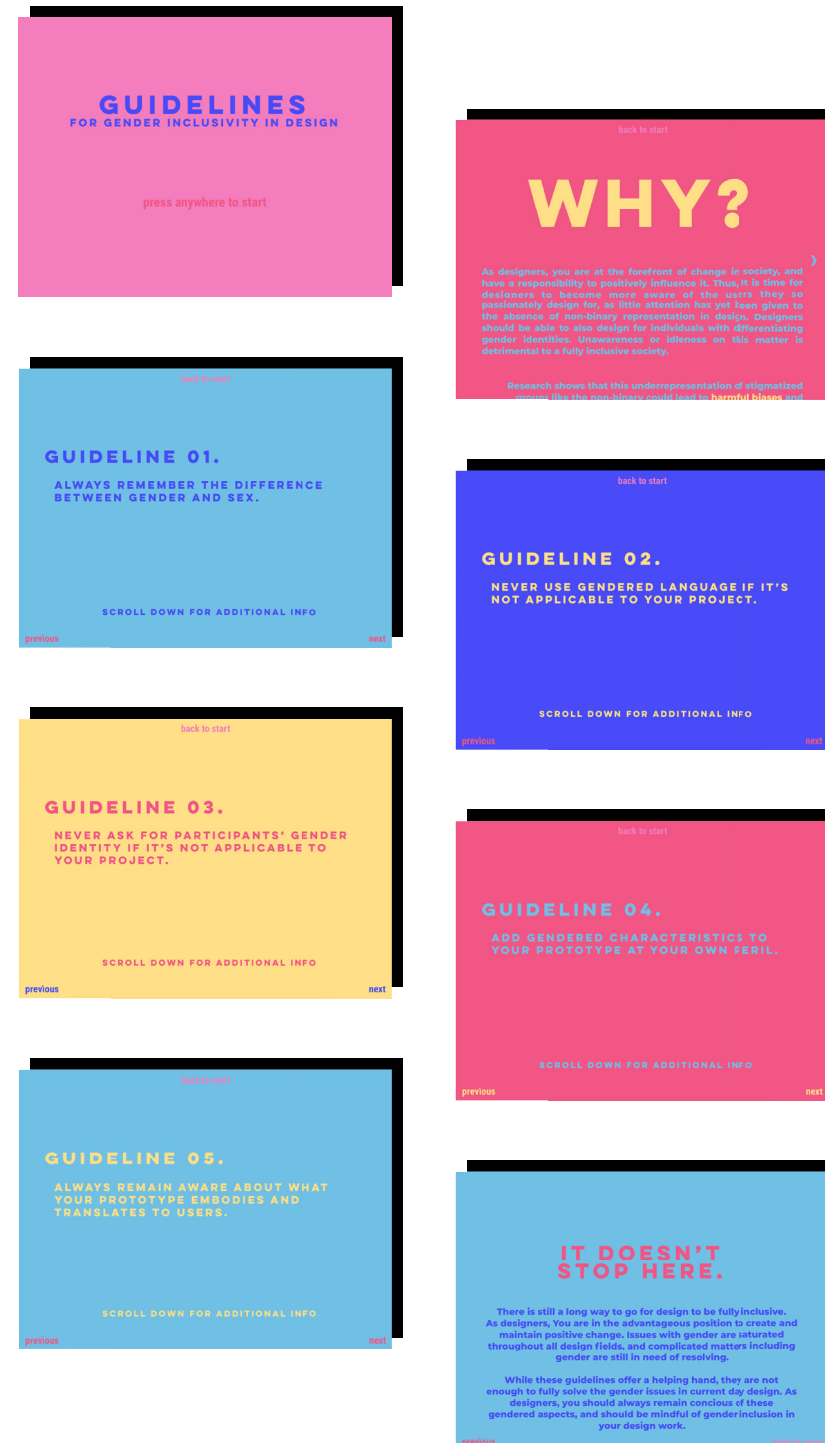 GUIDELINES
FOR GENDER INCLUSIVITY IN DESIGN
press anywhere to start
back to start
WHY?
As designers, you are at the forefront of change in society, and
have a responsibility to positively influence it. Thus, It is time for
designers to become more aware of the users they so
passionately design for, as little attention has yet been given to
the absence of non-binary representation in design. Designers
should be able to also design for individuals with differentiating
gender identities. Unawareness or idleness on this matter is
detrimental to a fully inclusive society.
Research shows that this underrepresentation of stigmatized
groups like the non-binary could lead to harmful biases and
back to start
GUIDELINE 01.
ALWAYS REMEMBER THE DIFFERENCE
BETWEEN GENDER AND SEX.
SCROLL DOWN FOR ADDITIONAL INFO
previous
next
back to start
GUIDELINE 02.
NEVER USE GENDERED LANGUAGE IF IT'S
NOT APPLICABLE TO YOUR PROJECT.
SCROLL DOWN FOR ADDITIONAL INFO
previous
next
back to start
GUIDELINE 03.
NEVER ASK FOR PARTICIPANTS' GENDER
IDENTITY IF IT'S NOT APPLICABLE TO
YOUR PROJECT.
SCROLL DOWN FOR ADDITIONAL INFO
previous
next
back to start
GUIDELINE 04.
ADD GENDERED CHARACTERISTICS TO
YOUR PROTOTYPE AT YOUR OWN PERIL.
SCROLL DOWN FOR ADDITIONAL INFO
previous
next
back to start
GUIDELINE 05.
ALWAYS REMAIN AWARE ABOUT WHAT
YOUR PROTOTYPE EMBODIES AND
TRANSLATES TO USERS.
SCROLL DOWN FOR ADDITIONAL INFO
previous
next
IT DOESN'T
STOP HERE.
There is still a long way to go for design to be fully inclusive.
As designers, You are in the advantageous position to create and
maintain positive change. Issues with gender are saturated
throughout all design fields, and complicated matters including
gender are still in need of resolving.
While these guidelines offer a helping hand, they are not
enough to fully solve the gender issues in current day design. As
designers, you should always remain concious of these
gendered aspects, and should be mindful of gender inclusion in
your design work.
previous